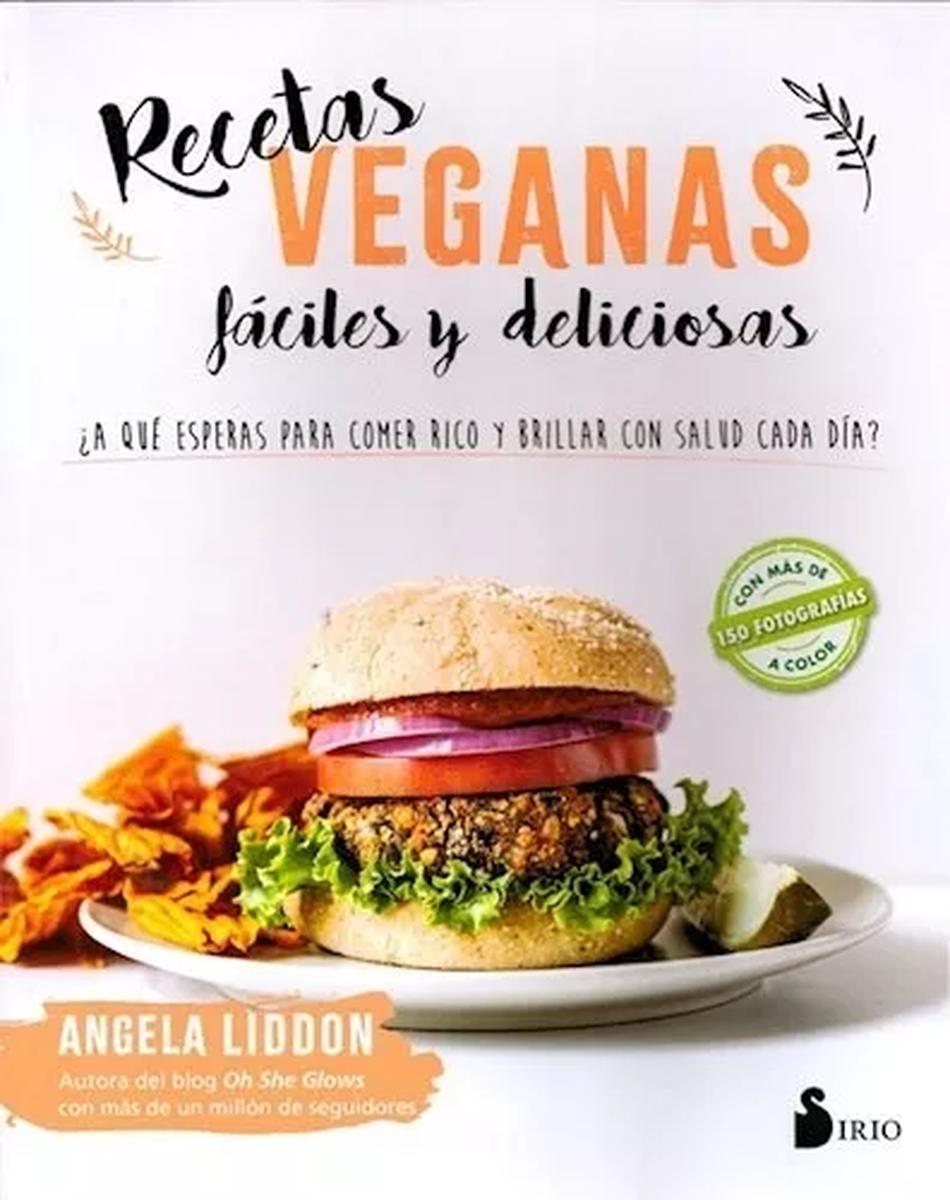 Recetas
VEGANAS
fáciles y deliciosas
¿A QUÉ ESPERAS PARA COMER RICO Y BRILLAR CON SALUD CADA DÍA?
CON MÁS DE
150 FOTOGRAFÍAS
A COLOR
ANGELA LIDDON
Autora del blog Oh She Glows
con más de un millón de seguidores
SIRIO